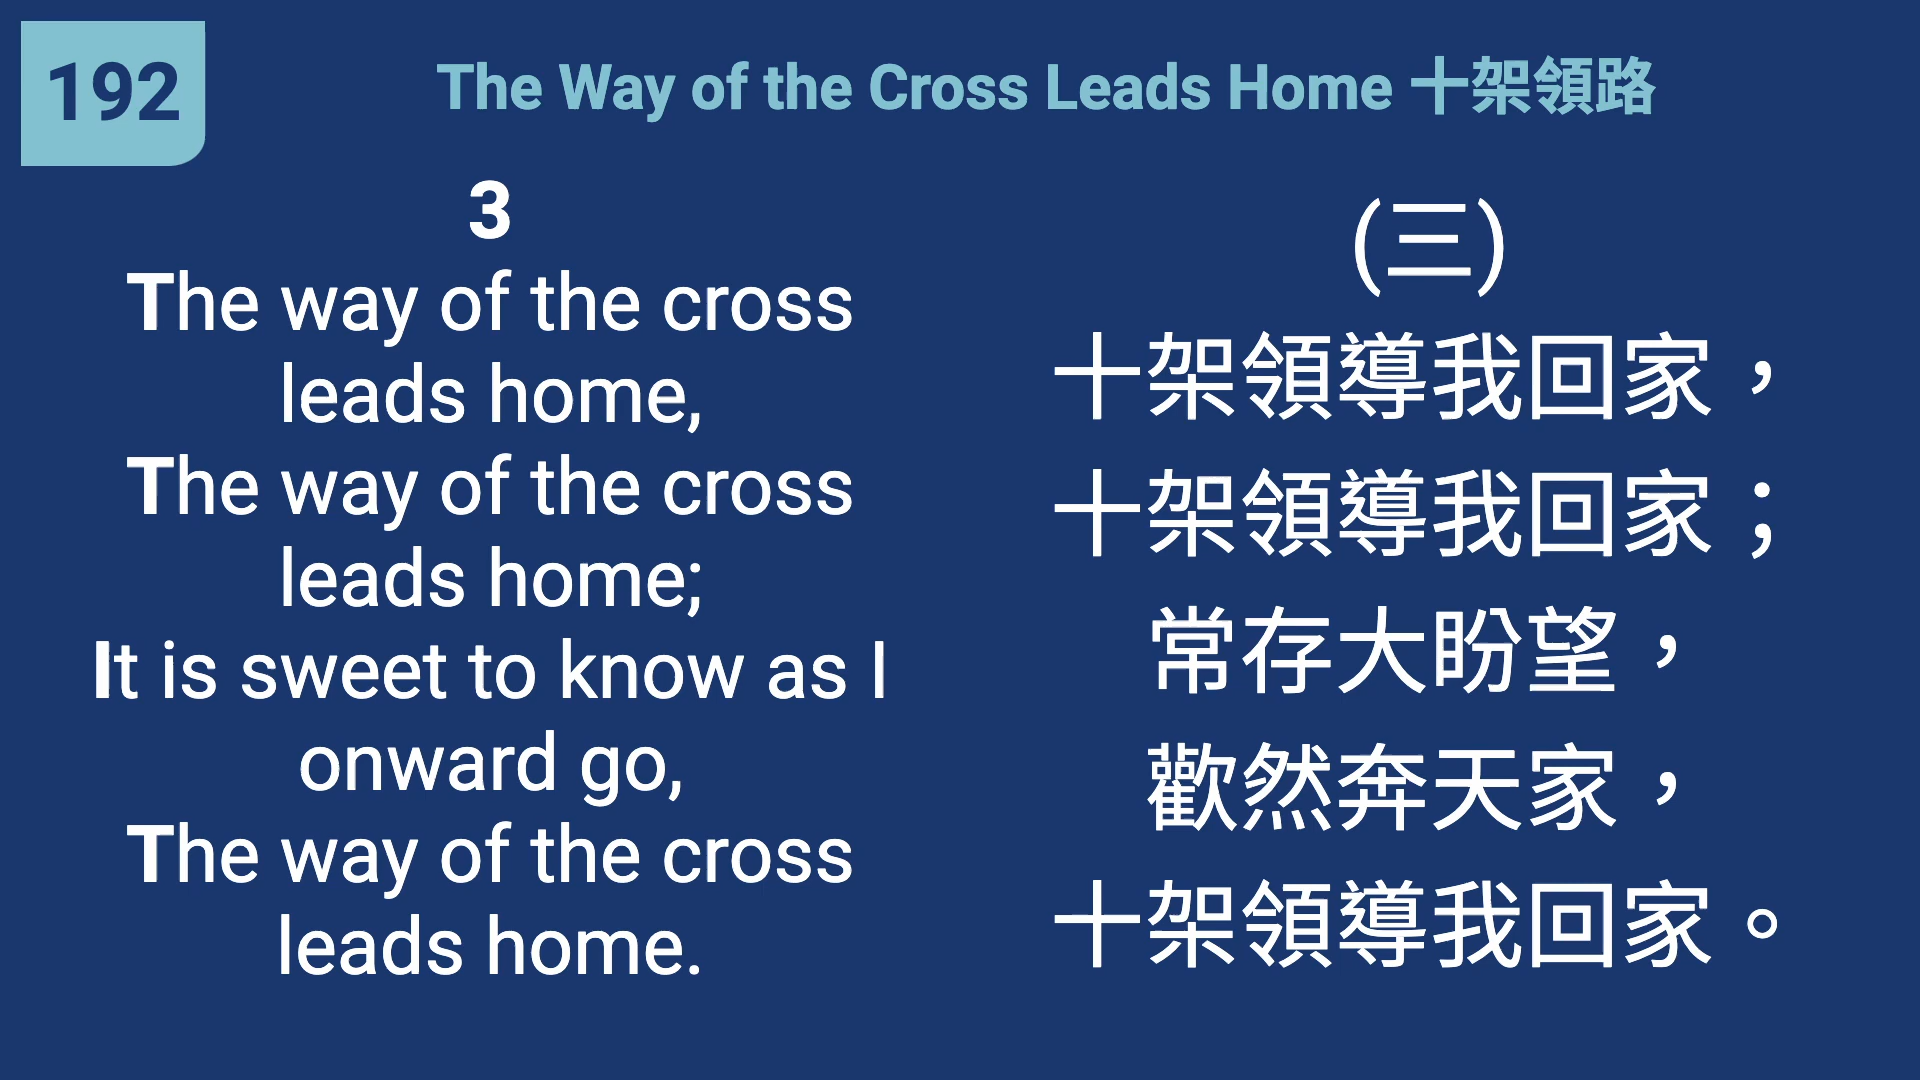 192
The Way of the Cross Leads Home 十架領路
3
The way of the cross
leads home,
The way of the cross
leads home;
It is sweet to know as I
onward go,
The way of the cross
leads home.
(三)
十架領導我回家，
十架領導我回家；
常存大盼望，
歡然奔天家，
十架領導我回家。